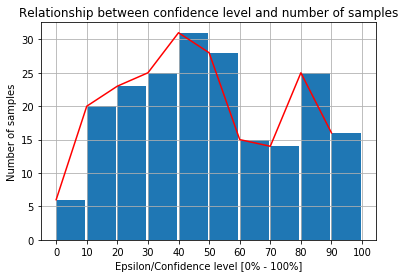 Relationship between confidence level and number of samples
Number of samples
30
25
20
15
10
5
0
0 10 20 30 40 50 60 70 80 90 100
Epsilon/Confidence level [0% - 100%]